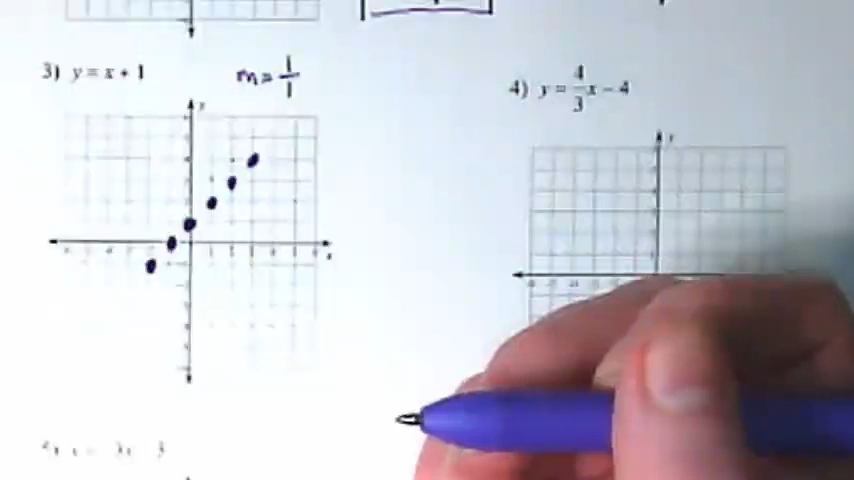 3) y = x + 1
m = 1/1
y
x
4) y = 4/3 x − 4
y